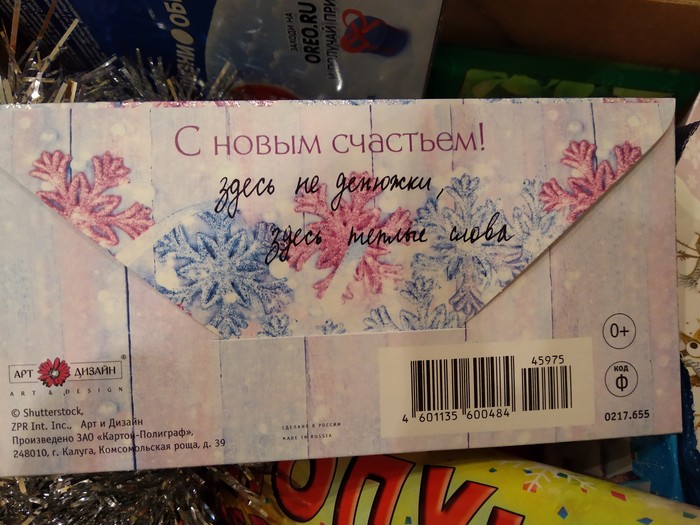 ЗАХОДИ НА
OREO.RU
С новым счастьем!
здесь не денюжки,
здесь теплые слова
АРТ ДИЗАЙН®
ART & DESIGN
© Shutterstock,
ZPR Int. Inc., Арт и Дизайн
Произведено ЗАО «Картон-Полиграф»,
248010, г. Калуга, Комсомольская роща, д. 39
СДЕЛАНО В РОССИИ
MADE IN RUSSIA
45975
4 601135 600484
0+
КОД
Ф
0217.655